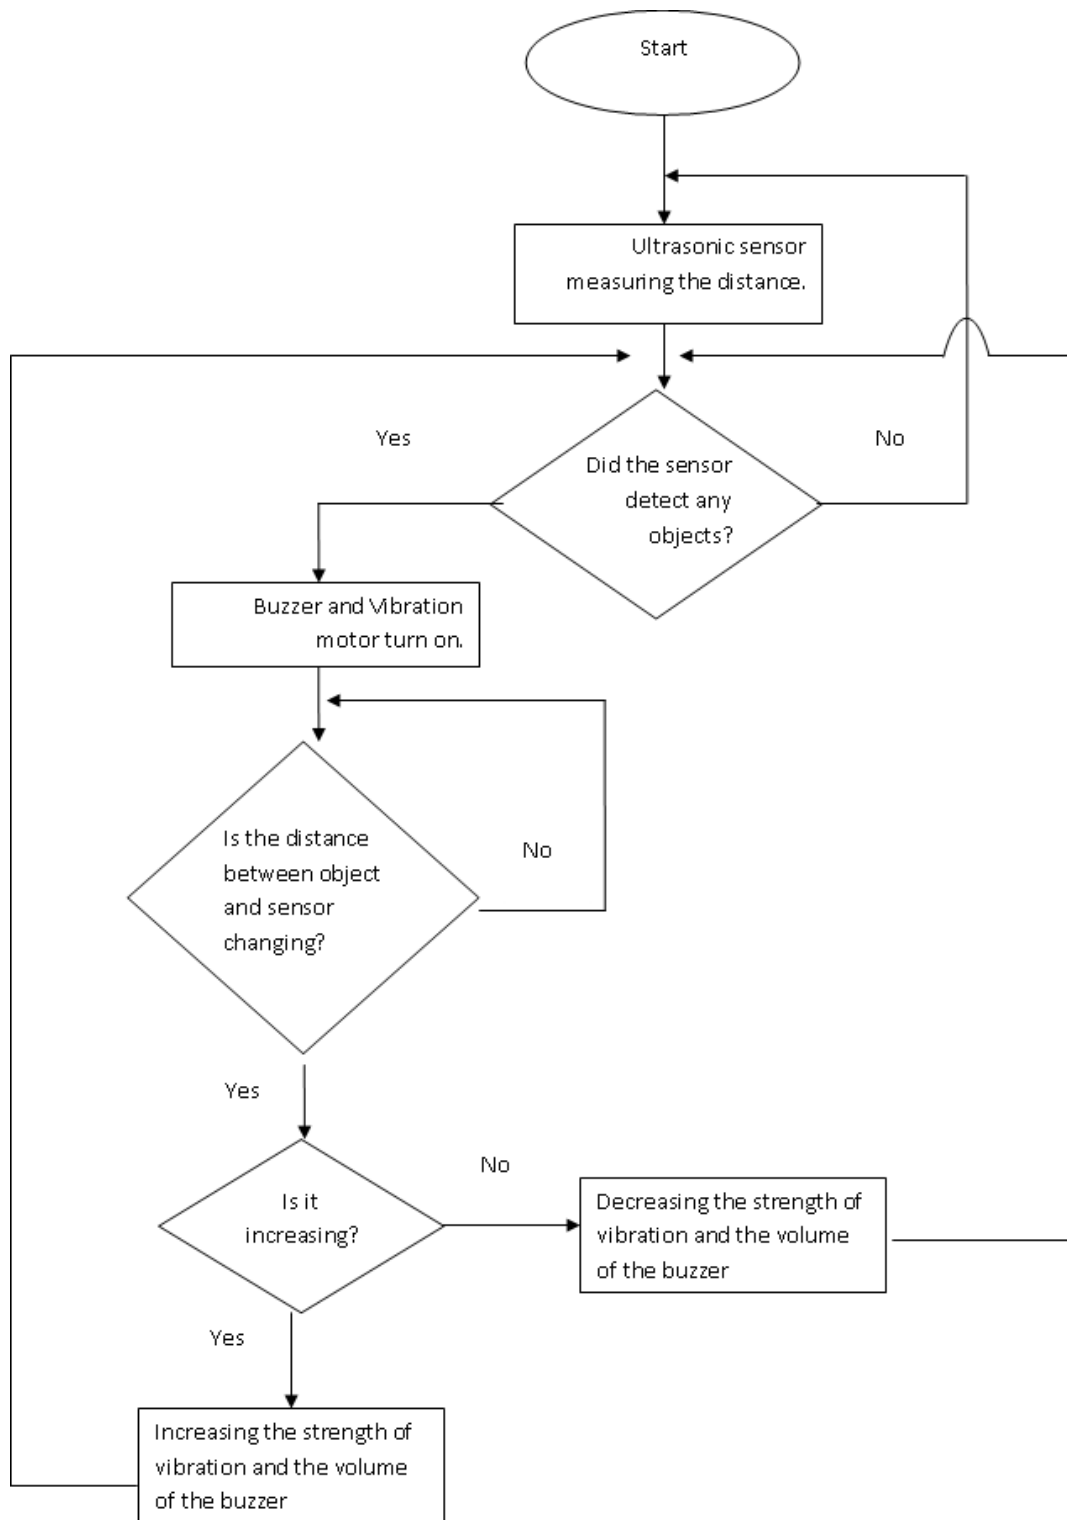 Start
Ultrasonic sensor
measuring the distance.
Yes
No
Did the sensor
detect any
objects?
Buzzer and Vibration
motor turn on.
Is the distance
between object
and sensor
changing?
No
Yes
No
Is it
increasing?
Decreasing the strength of
vibration and the volume
of the buzzer
Yes
Increasing the strength of
vibration and the volume
of the buzzer